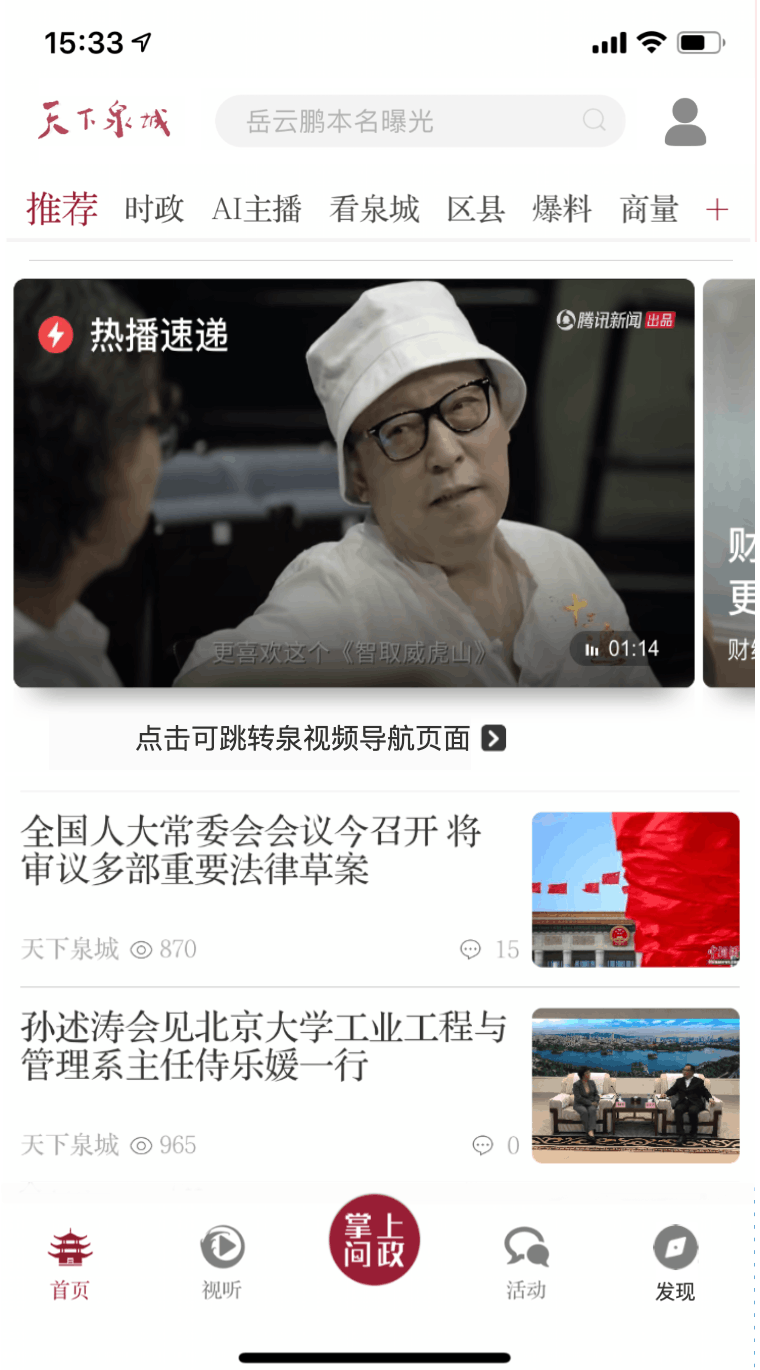 15:33
天下泉城
岳云鹏本名曝光
推荐 时政 AI主播 看泉城 区县 爆料 商量 +
热播速递
腾讯新闻 出品
更喜欢这个《智取威虎山》
01:14
财
更
财经
点击可跳转泉视频导航页面
全国人大常委会会议今召开 将
审议多部重要法律草案
天下泉城 870 15
孙述涛会见北京大学工业工程与
管理系主任侍乐媛一行
天下泉城 965 0
掌上
问政
首页 视听 活动 发现